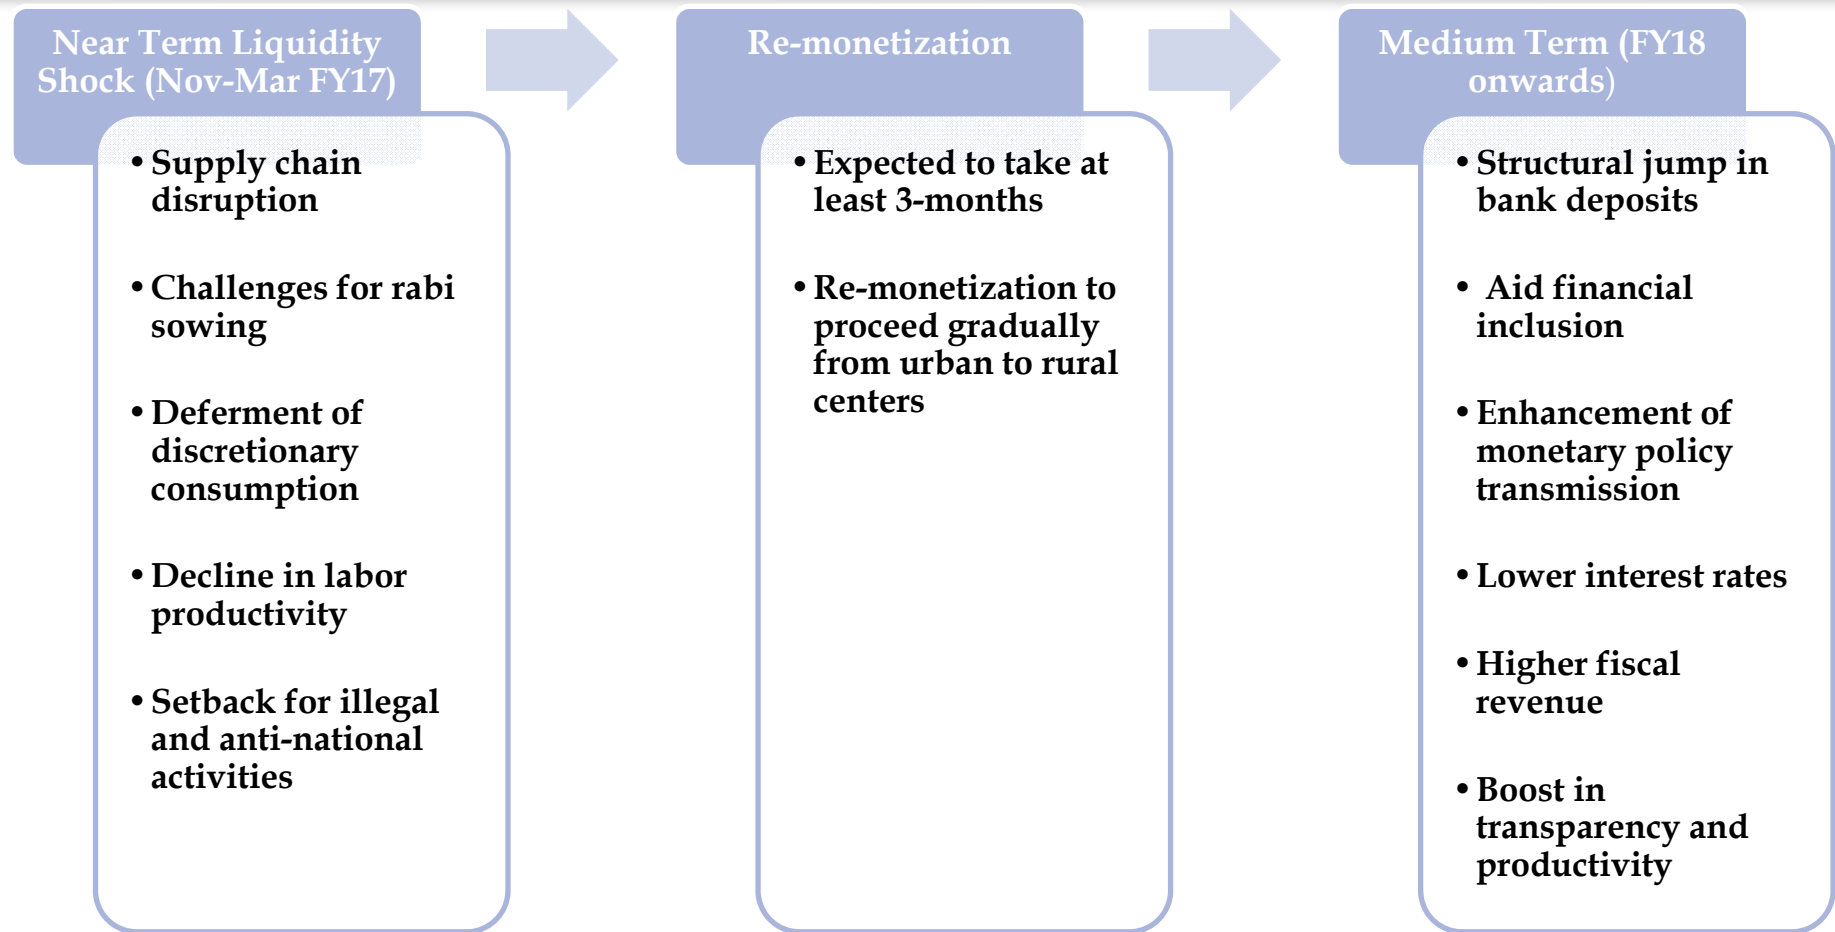 Near Term Liquidity
Shock (Nov-Mar FY17)
• Supply chain
disruption
• Challenges for rabi
sowing
• Deferment of
discretionary
consumption
• Decline in labor
productivity
• Setback for illegal
and anti-national
activities
Re-monetization
• Expected to take at
least 3-months
• Re-monetization to
proceed gradually
from urban to rural
centers
Medium Term (FY18
onwards)
• Structural jump in
bank deposits
• Aid financial
inclusion
• Enhancement of
monetary policy
transmission
• Lower interest rates
• Higher fiscal
revenue
• Boost in
transparency and
productivity